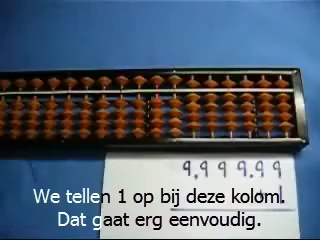 9.999.99
We tellen 1 op bij deze kolom.
Dat gaat erg eenvoudig.